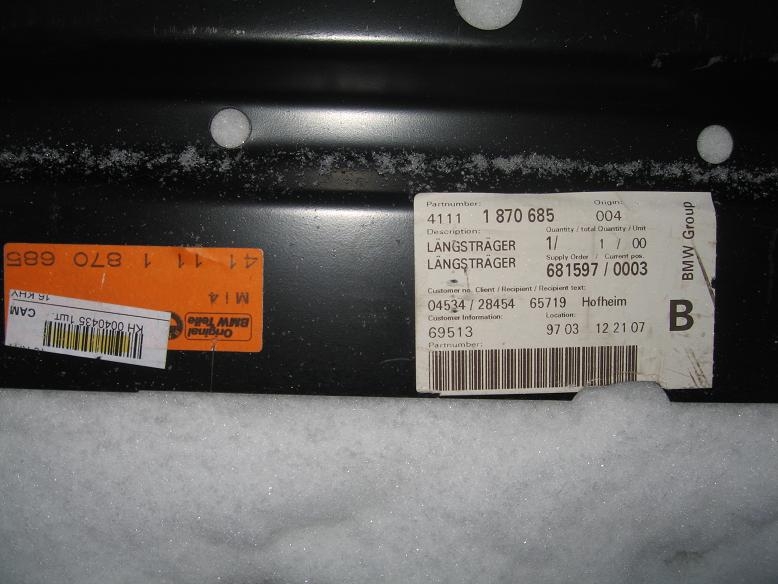 Partnumber: Origin:
4111 1 870 685 004
Description: Quantity / total Quantity / Unit
LÄNGSTRÄGER 1/ 1 / 00
LÄNGSTRÄGER Supply Order / Current pos.
681597 / 0003
Customer no. Client / Recipient / Recipient text:
04534 / 28454 65719 Hofheim
Customer Information: Location:
69513 97 03 12 21 07
Partnumber:
BMW Group
B
41 11 1 870 685
Mi4
Original
BMW Teile
KH 0040435 1шт.
16 KHY
CAM